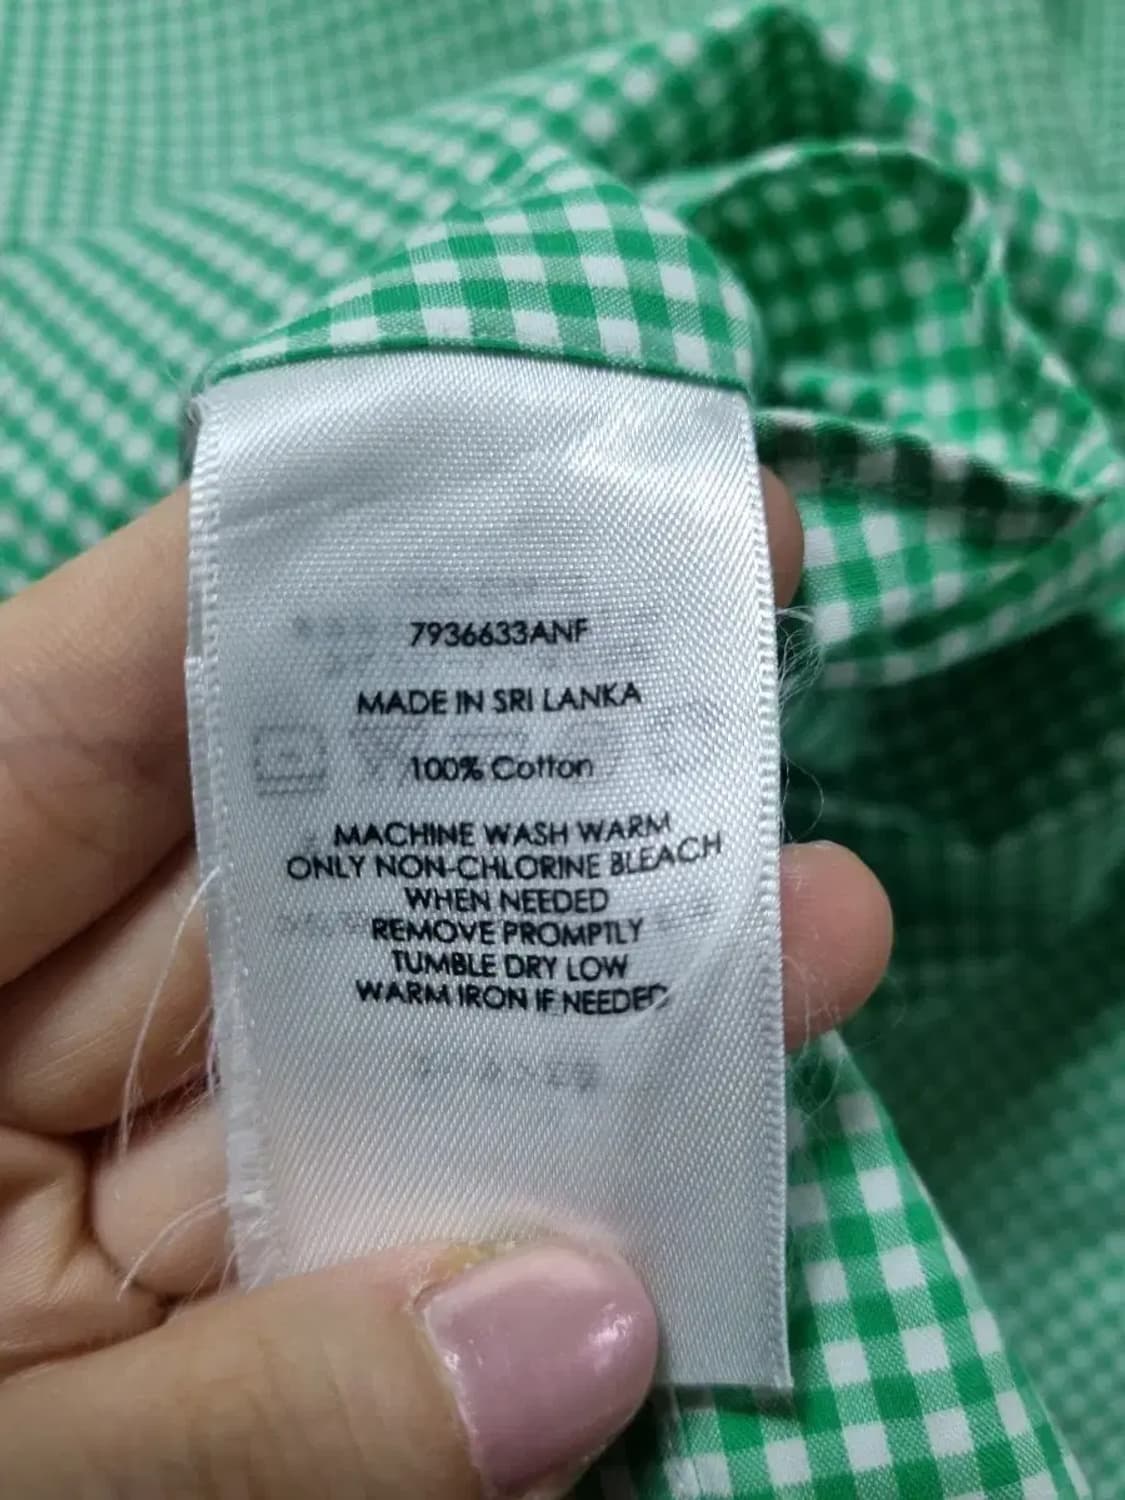 7936633ANF
MADE IN SRI LANKA
100% Cotton
MACHINE WASH WARM
ONLY NON-CHLORINE BLEACH
WHEN NEEDED
REMOVE PROMPTLY
TUMBLE DRY LOW
WARM IRON IF NEEDED